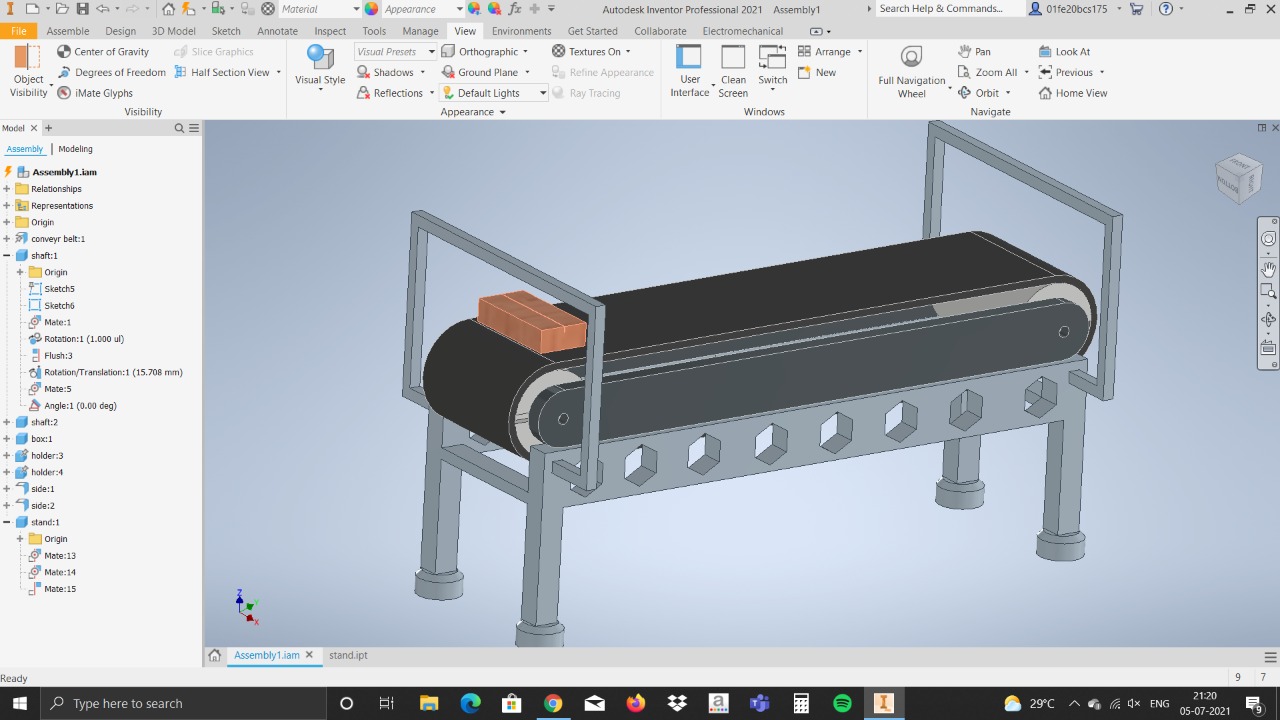 Material
Appearance
Autodesk Inventor Professional 2021 Assembly1
Search Help & Commands...
01fe20bcs175
File Assemble Design 3D Model Sketch Annotate Inspect Tools Manage View Environments Get Started Collaborate Electromechanical
Object Visibility
Center of Gravity
Degrees of Freedom
iMate Glyphs
Slice Graphics
Half Section View
Visibility
Visual Style
Visual Presets
Shadows
Reflections
Orthographic
Ground Plane
Default Lights
Textures On
Refine Appearance
Ray Tracing
Appearance
User Interface
Clean Screen
Switch
Arrange
New
Windows
Full Navigation Wheel
Pan
Zoom All
Orbit
Look At
Previous
Home View
Navigate
Model
Assembly | Modeling
Assembly1.iam
Relationships
Representations
Origin
conveyr belt:1
shaft:1
Origin
Sketch5
Sketch6
Mate:1
Rotation:1 (1.000 ul)
Flush:3
Rotation/Translation:1 (15.708 mm)
Mate:5
Angle:1 (0.00 deg)
shaft:2
box:1
holder:3
holder:4
side:1
side:2
stand:1
Origin
Mate:13
Mate:14
Mate:15
FRONT
BOTTOM
Z
Y
X
Assembly1.iam
stand.ipt
Ready
9 7
Type here to search
29°C
ENG
21:20
05-07-2021
9